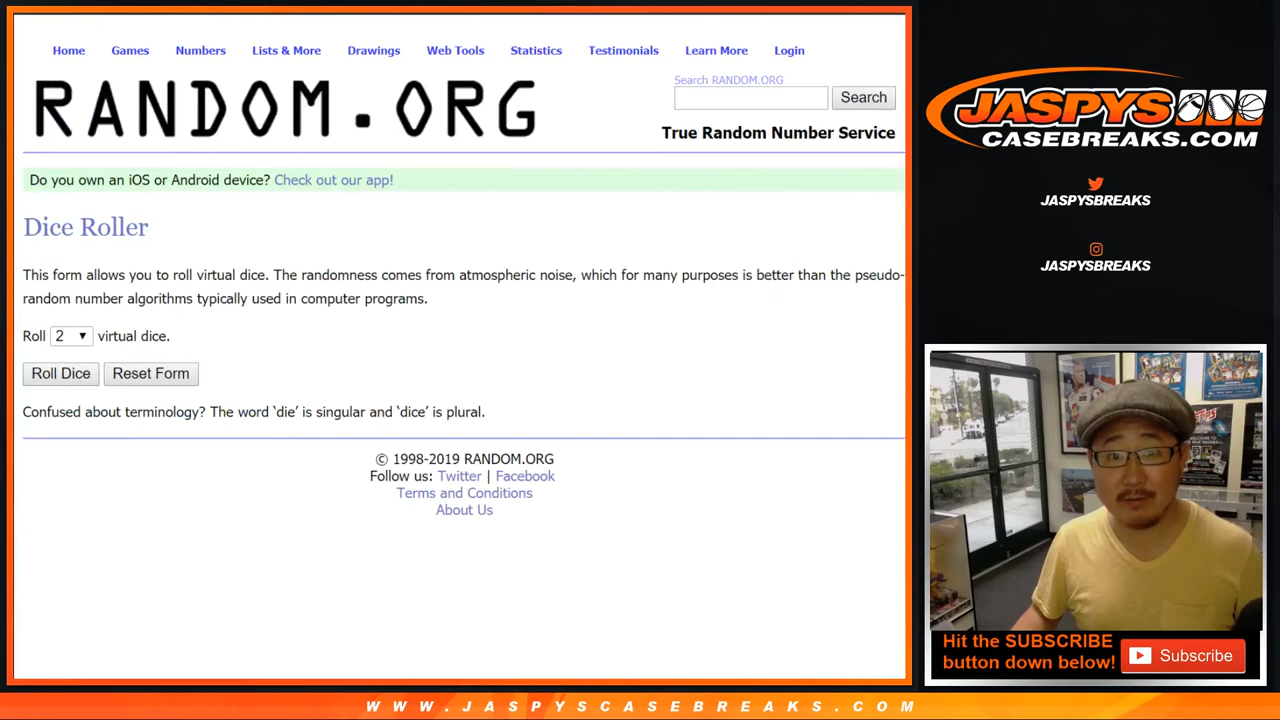 Home Games Numbers Lists & More Drawings Web Tools Statistics Testimonials Learn More Login
RANDOM.ORG
Search RANDOM.ORG
Search
True Random Number Service
Do you own an iOS or Android device? Check out our app!
Dice Roller
This form allows you to roll virtual dice. The randomness comes from atmospheric noise, which for many purposes is better than the pseudo-
random number algorithms typically used in computer programs.
Roll 2 virtual dice.
Roll Dice Reset Form
Confused about terminology? The word ‘die’ is singular and ‘dice’ is plural.
© 1998-2019 RANDOM.ORG
Follow us: Twitter | Facebook
Terms and Conditions
About Us
JASPYS
CASEBREAKS.COM
JASPYSBREAKS
JASPYSBREAKS
TOPPS
Hit the SUBSCRIBE
button down below!
Subscribe
WWW.JASPYSCASEBREAKS.COM